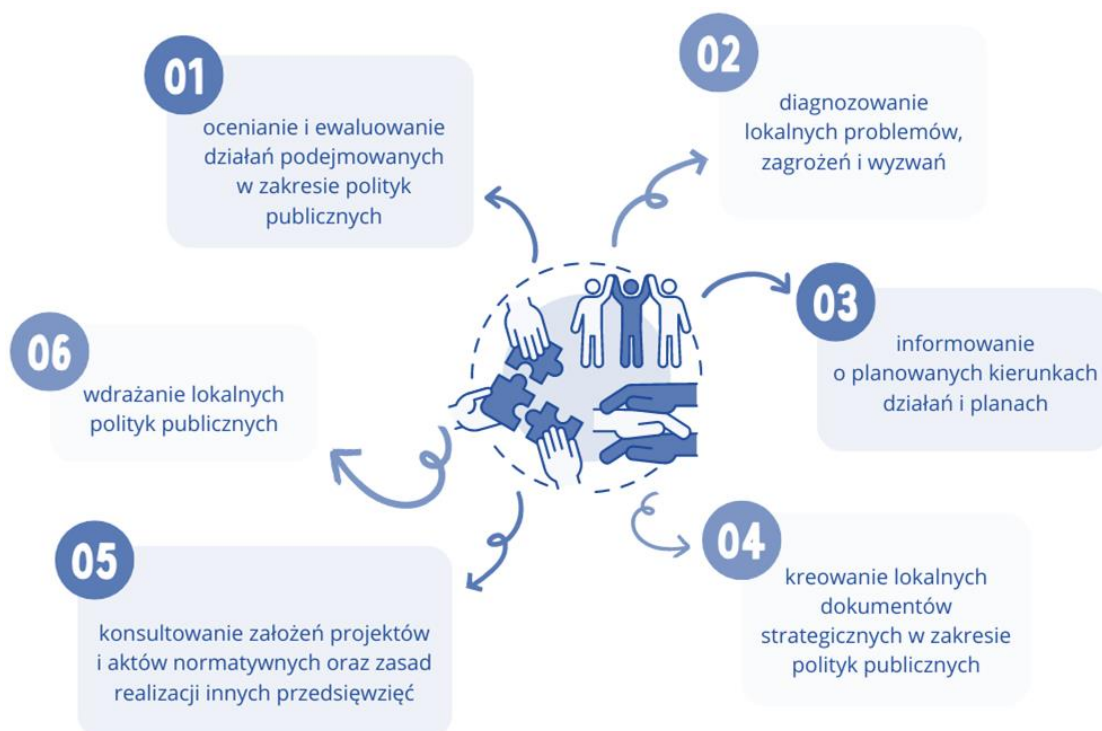 01
ocenianie i ewaluowanie
działań podejmowanych
w zakresie polityk
publicznych
02
diagnozowanie
lokalnych problemów,
zagrożeń i wyzwań
03
informowanie
o planowanych kierunkach
działań i planach
04
kreowanie lokalnych
dokumentów
strategicznych w zakresie
polityk publicznych
05
konsultowanie założeń projektów
i aktów normatywnych oraz zasad
realizacji innych przedsięwzięć
06
wdrażanie lokalnych
polityk publicznych